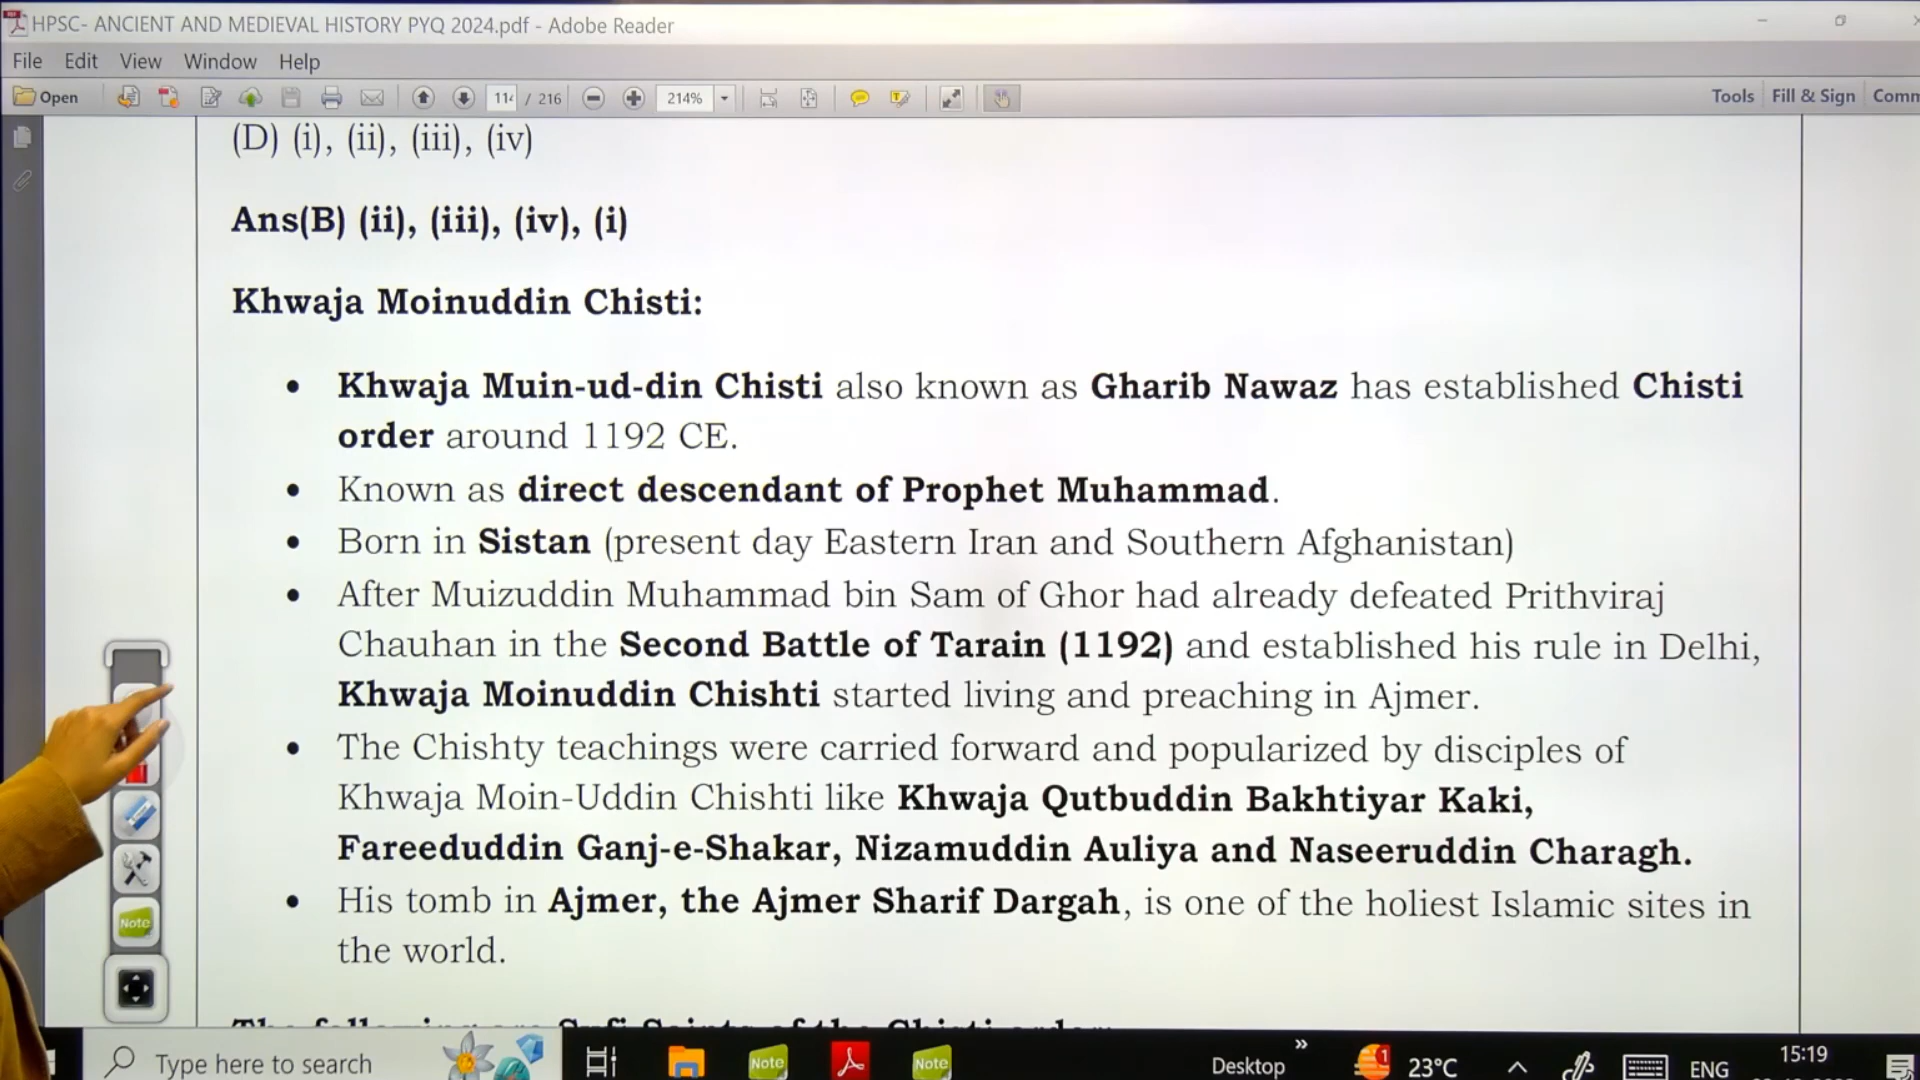 HPSC- ANCIENT AND MEDIEVAL HISTORY PYQ 2024.pdf - Adobe Reader
File Edit View Window Help
Open / 216 214% Tools Fill & Sign
(D) (i), (ii), (iii), (iv)
Ans(B) (ii), (iii), (iv), (i)
Khwaja Moinuddin Chisti:
• Khwaja Muin-ud-din Chisti also known as Gharib Nawaz has established Chisti
order around 1192 CE.
• Known as direct descendant of Prophet Muhammad.
• Born in Sistan (present day Eastern Iran and Southern Afghanistan)
• After Muizuddin Muhammad bin Sam of Ghor had already defeated Prithviraj
Chauhan in the Second Battle of Tarain (1192) and established his rule in Delhi,
Khwaja Moinuddin Chishti started living and preaching in Ajmer.
• The Chishty teachings were carried forward and popularized by disciples of
Khwaja Moin-Uddin Chishti like Khwaja Qutbuddin Bakhtiyar Kaki,
Fareeduddin Ganj-e-Shakar, Nizamuddin Auliya and Naseeruddin Charagh.
Note
• His tomb in Ajmer, the Ajmer Sharif Dargah, is one of the holiest Islamic sites in
the world.
Type here to search Note Note Desktop 1 23°C ENG 15:19